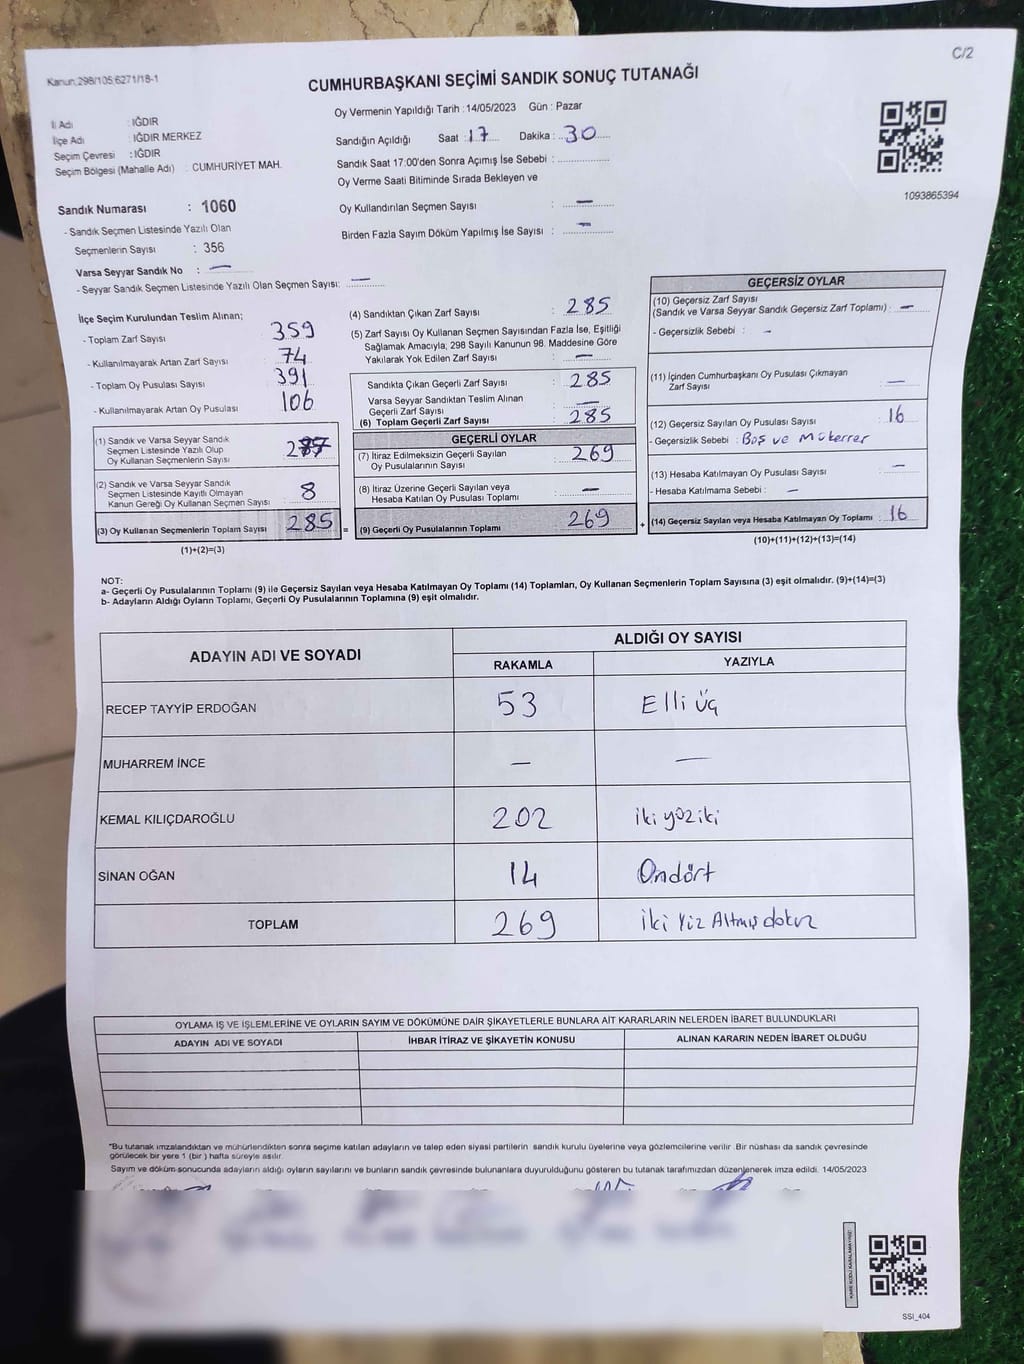 C/2
Kanun:298/105;6271/18-1
CUMHURBAŞKANI SEÇİMİ SANDIK SONUÇ TUTANAĞI
Oy Vermenin Yapıldığı Tarih : 14/05/2023 Gün : Pazar
İl Adı : IĞDIR
İlçe Adı : IĞDIR MERKEZ
Seçim Çevresi : IĞDIR
Seçim Bölgesi (Mahalle Adı) : CUMHURİYET MAH.
Sandık Numarası : 1060
- Sandık Seçmen Listesinde Yazılı Olan
Seçmenlerin Sayısı : 356
Varsa Seyyar Sandık No : —
- Seyyar Sandık Seçmen Listesinde Yazılı Olan Seçmen Sayısı: —
Sandığın Açıldığı Saat : 17 Dakika : 30
Sandık Saat 17:00'den Sonra Açımış İse Sebebi :
Oy Verme Saati Bitiminde Sırada Bekleyen ve
Oy Kullandırılan Seçmen Sayısı : —
Birden Fazla Sayım Döküm Yapılmış İse Sayısı : —
1093865394
İlçe Seçim Kurulundan Teslim Alınan;
- Toplam Zarf Sayısı 359
- Kullanılmayarak Artan Zarf Sayısı 74
- Toplam Oy Pusulası Sayısı 391
- Kullanılmayarak Artan Oy Pusulası 106
(1) Sandık ve Varsa Seyyar Sandık
Seçmen Listesinde Yazılı Olup
Oy Kullanan Seçmenlerin Sayısı
(2) Sandık ve Varsa Seyyar Sandık
Seçmen Listesinde Kayıtlı Olmayan
Kanun Gereği Oy Kullanan Seçmen Sayısı 8
(3) Oy Kullanan Seçmenlerin Toplam Sayısı 285 =
(1)+(2)=(3)
(4) Sandıktan Çıkan Zarf Sayısı : 285
(5) Zarf Sayısı Oy Kullanan Seçmen Sayısından Fazla İse, Eşitliği
Sağlamak Amacıyla; 298 Sayılı Kanunun 98. Maddesine Göre
Yakılarak Yok Edilen Zarf Sayısı : —
Sandıkta Çıkan Geçerli Zarf Sayısı : 285
Varsa Seyyar Sandıktan Teslim Alınan
Geçerli Zarf Sayısı : —
(6) Toplam Geçerli Zarf Sayısı : 285
GEÇERLİ OYLAR
(7) İtiraz Edilmeksizin Geçerli Sayılan
Oy Pusulalarının Sayısı : 269
(8) İtiraz Üzerine Geçerli Sayılan veya
Hesaba Katılan Oy Pusulası Toplamı : —
(9) Geçerli Oy Pusulalarının Toplamı : 269 +
GEÇERSİZ OYLAR
(10) Geçersiz Zarf Sayısı
(Sandık ve Varsa Seyyar Sandık Geçersiz Zarf Toplamı) : —
- Geçersizlik Sebebi : -
(11) İçinden Cumhurbaşkanı Oy Pusulası Çıkmayan
Zarf Sayısı : —
(12) Geçersiz Sayılan Oy Pusulası Sayısı : 16
- Geçersizlik Sebebi : Boş ve Mükerrer
(13) Hesaba Katılmayan Oy Pusulası Sayısı : —
- Hesaba Katılmama Sebebi : —
(14) Geçersiz Sayılan veya Hesaba Katılmayan Oy Toplamı : 16
(10)+(11)+(12)+(13)=(14)
NOT:
a- Geçerli Oy Pusulalarının Toplamı (9) ile Geçersiz Sayılan veya Hesaba Katılmayan Oy Toplamı (14) Toplamları, Oy Kullanan Seçmenlerin Toplam Sayısına (3) eşit olmalıdır. (9)+(14)=(3)
b- Adayların Aldığı Oyların Toplamı, Geçerli Oy Pusulalarının Toplamına (9) eşit olmalıdır.
ADAYIN ADI VE SOYADI ALDIĞI OY SAYISI
RAKAMLA YAZIYLA
RECEP TAYYİP ERDOĞAN 53 Elli üç
MUHARREM İNCE — —
KEMAL KILIÇDAROĞLU 202 iki yüz iki
SİNAN OĞAN 14 Ondört
TOPLAM 269 iki Yiz Altmış dokuz
OYLAMA İŞ VE İŞLEMLERİNE VE OYLARIN SAYIM VE DÖKÜMÜNE DAİR ŞİKAYETLERLE BUNLARA AİT KARARLARIN NELERDEN İBARET BULUNDUKLARI
ADAYIN ADI VE SOYADI İHBAR İTİRAZ VE ŞİKAYETİN KONUSU ALINAN KARARIN NEDEN İBARET OLDUĞU
*Bu tutanak imzalandıktan ve mühürlendikten sonra seçime katılan adayların ve talep eden siyasi partilerin sandık kurulu üyelerine veya gözlemcilerine verilir .Bir nüshası da sandık çevresinde
görülecek bir yere 1 (bir) hafta süreyle asılır.
Sayım ve döküm sonucunda adayların aldığı oyların sayılarını ve bunların sandık çevresinde bulunanlara duyurulduğunu gösteren bu tutanak tarafımızdan düzenlenerek imza edildi. 14/05/2023
KARE KODU KARALAMAYINIZ!
SSI_404